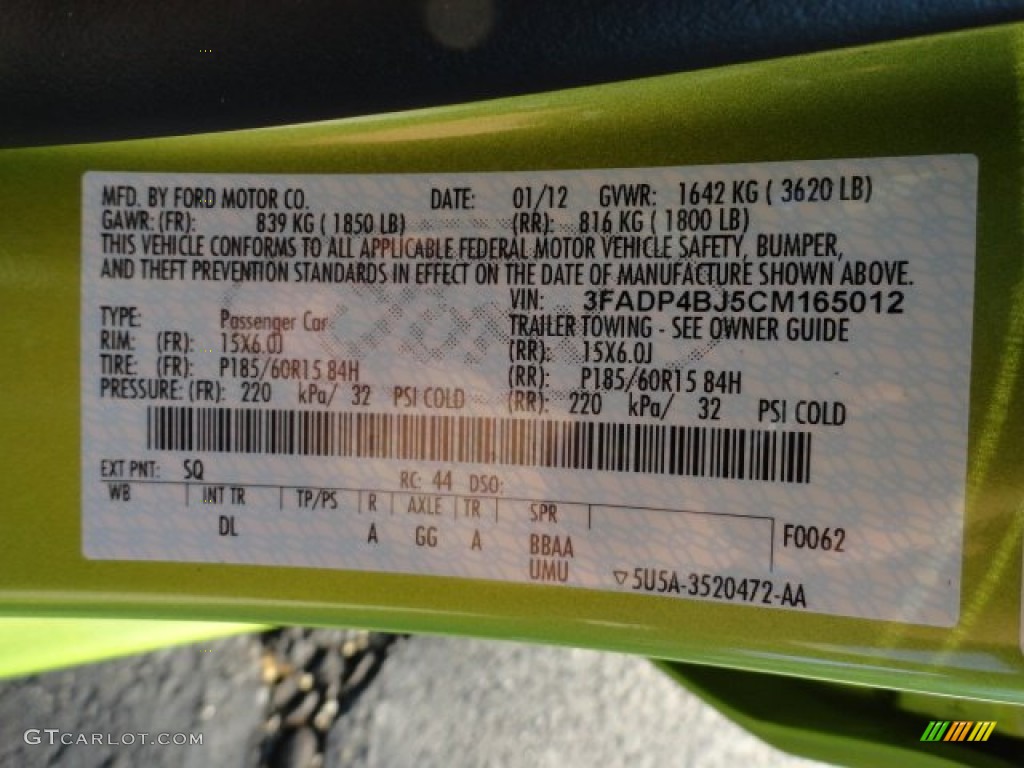 MFD. BY FORD MOTOR CO. DATE: 01/12 GVWR: 1642 KG ( 3620 LB)
GAWR: (FR): 839 KG ( 1850 LB) (RR): 816 KG ( 1800 LB)
THIS VEHICLE CONFORMS TO ALL APPLICABLE FEDERAL MOTOR VEHICLE SAFETY, BUMPER,
AND THEFT PREVENTION STANDARDS IN EFFECT ON THE DATE OF MANUFACTURE SHOWN ABOVE.
VIN: 3FADP4BJ5CM165012
TYPE: Passenger Car TRAILER TOWING - SEE OWNER GUIDE
RIM: (FR): 15X6.0J (RR): 15X6.0J
TIRE: (FR): P185/60R15 84H (RR): P185/60R15 84H
PRESSURE: (FR): 220 kPa/ 32 PSI COLD (RR): 220 kPa/ 32 PSI COLD
EXT PNT: SQ RC: 44 DSO:
WB INT TR TP/PS R AXLE TR SPR
DL A GG A BBAA F0062
UMU ▽5U5A-3520472-AA
GTCARLOT.COM